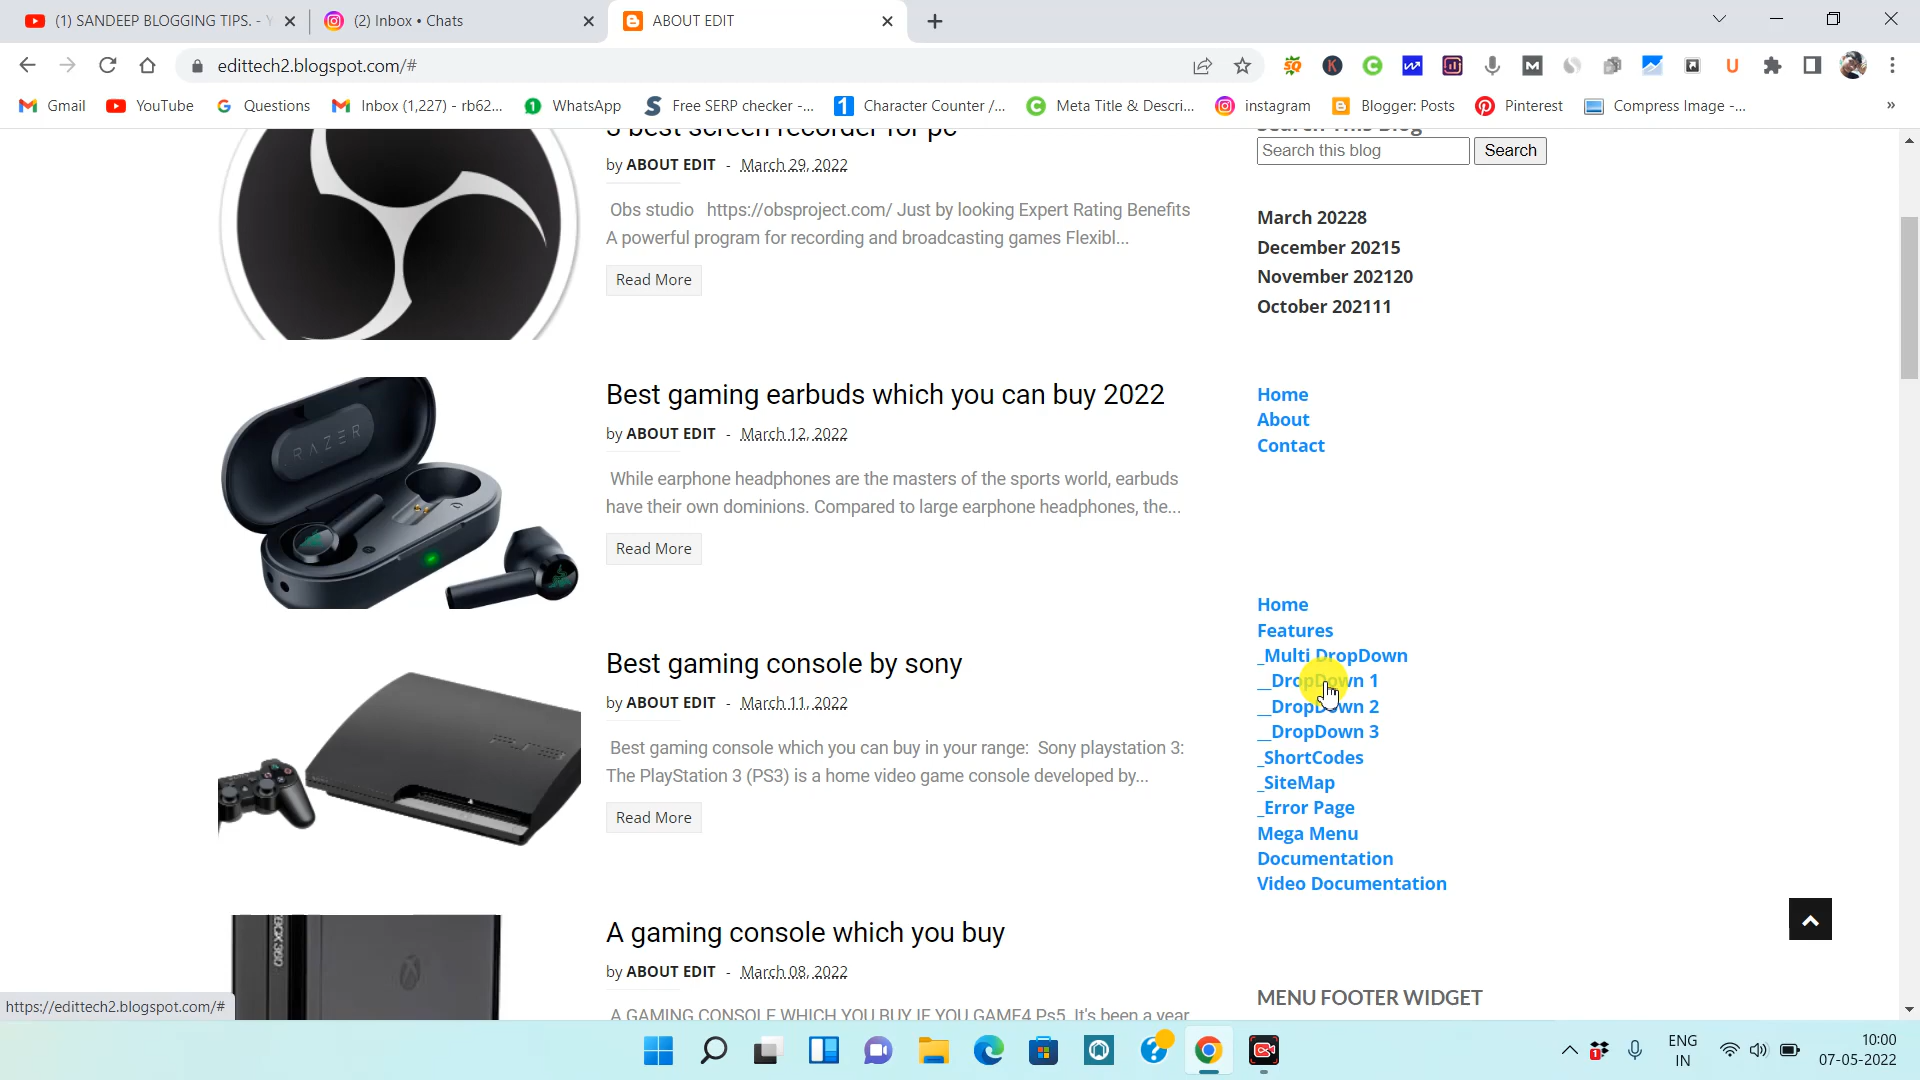 (1) SANDEEP BLOGGING TIPS. - Y
(2) Inbox • Chats
ABOUT EDIT
edittech2.blogspot.com/#
Gmail
YouTube
Questions
Inbox (1,227) - rb62...
WhatsApp
Free SERP checker -...
Character Counter /...
Meta Title & Descri...
instagram
Blogger: Posts
Pinterest
Compress Image -...
»
5 best screen recorder for pc
by ABOUT EDIT - March 29, 2022
Obs studio https://obsproject.com/ Just by looking Expert Rating Benefits
A powerful program for recording and broadcasting games Flexibl...
Read More
RAZER
Best gaming earbuds which you can buy 2022
by ABOUT EDIT - March 12, 2022
While earphone headphones are the masters of the sports world, earbuds
have their own dominions. Compared to large earphone headphones, the...
Read More
PS3
Best gaming console by sony
by ABOUT EDIT - March 11, 2022
Best gaming console which you can buy in your range: Sony playstation 3:
The PlayStation 3 (PS3) is a home video game console developed by...
Read More
XBOX360
A gaming console which you buy
by ABOUT EDIT - March 08, 2022
A GAMING CONSOLE WHICH YOU BUY IF YOU GAME4 Ps5 It's been a year
Search This Blog
Search this blog
Search
March 20228
December 20215
November 202120
October 202111
Home
About
Contact
Home
Features
_Multi DropDown
__DropDown 1
__DropDown 2
__DropDown 3
_ShortCodes
_SiteMap
_Error Page
Mega Menu
Documentation
Video Documentation
MENU FOOTER WIDGET
https://edittech2.blogspot.com/#
ENG
IN
10:00
07-05-2022